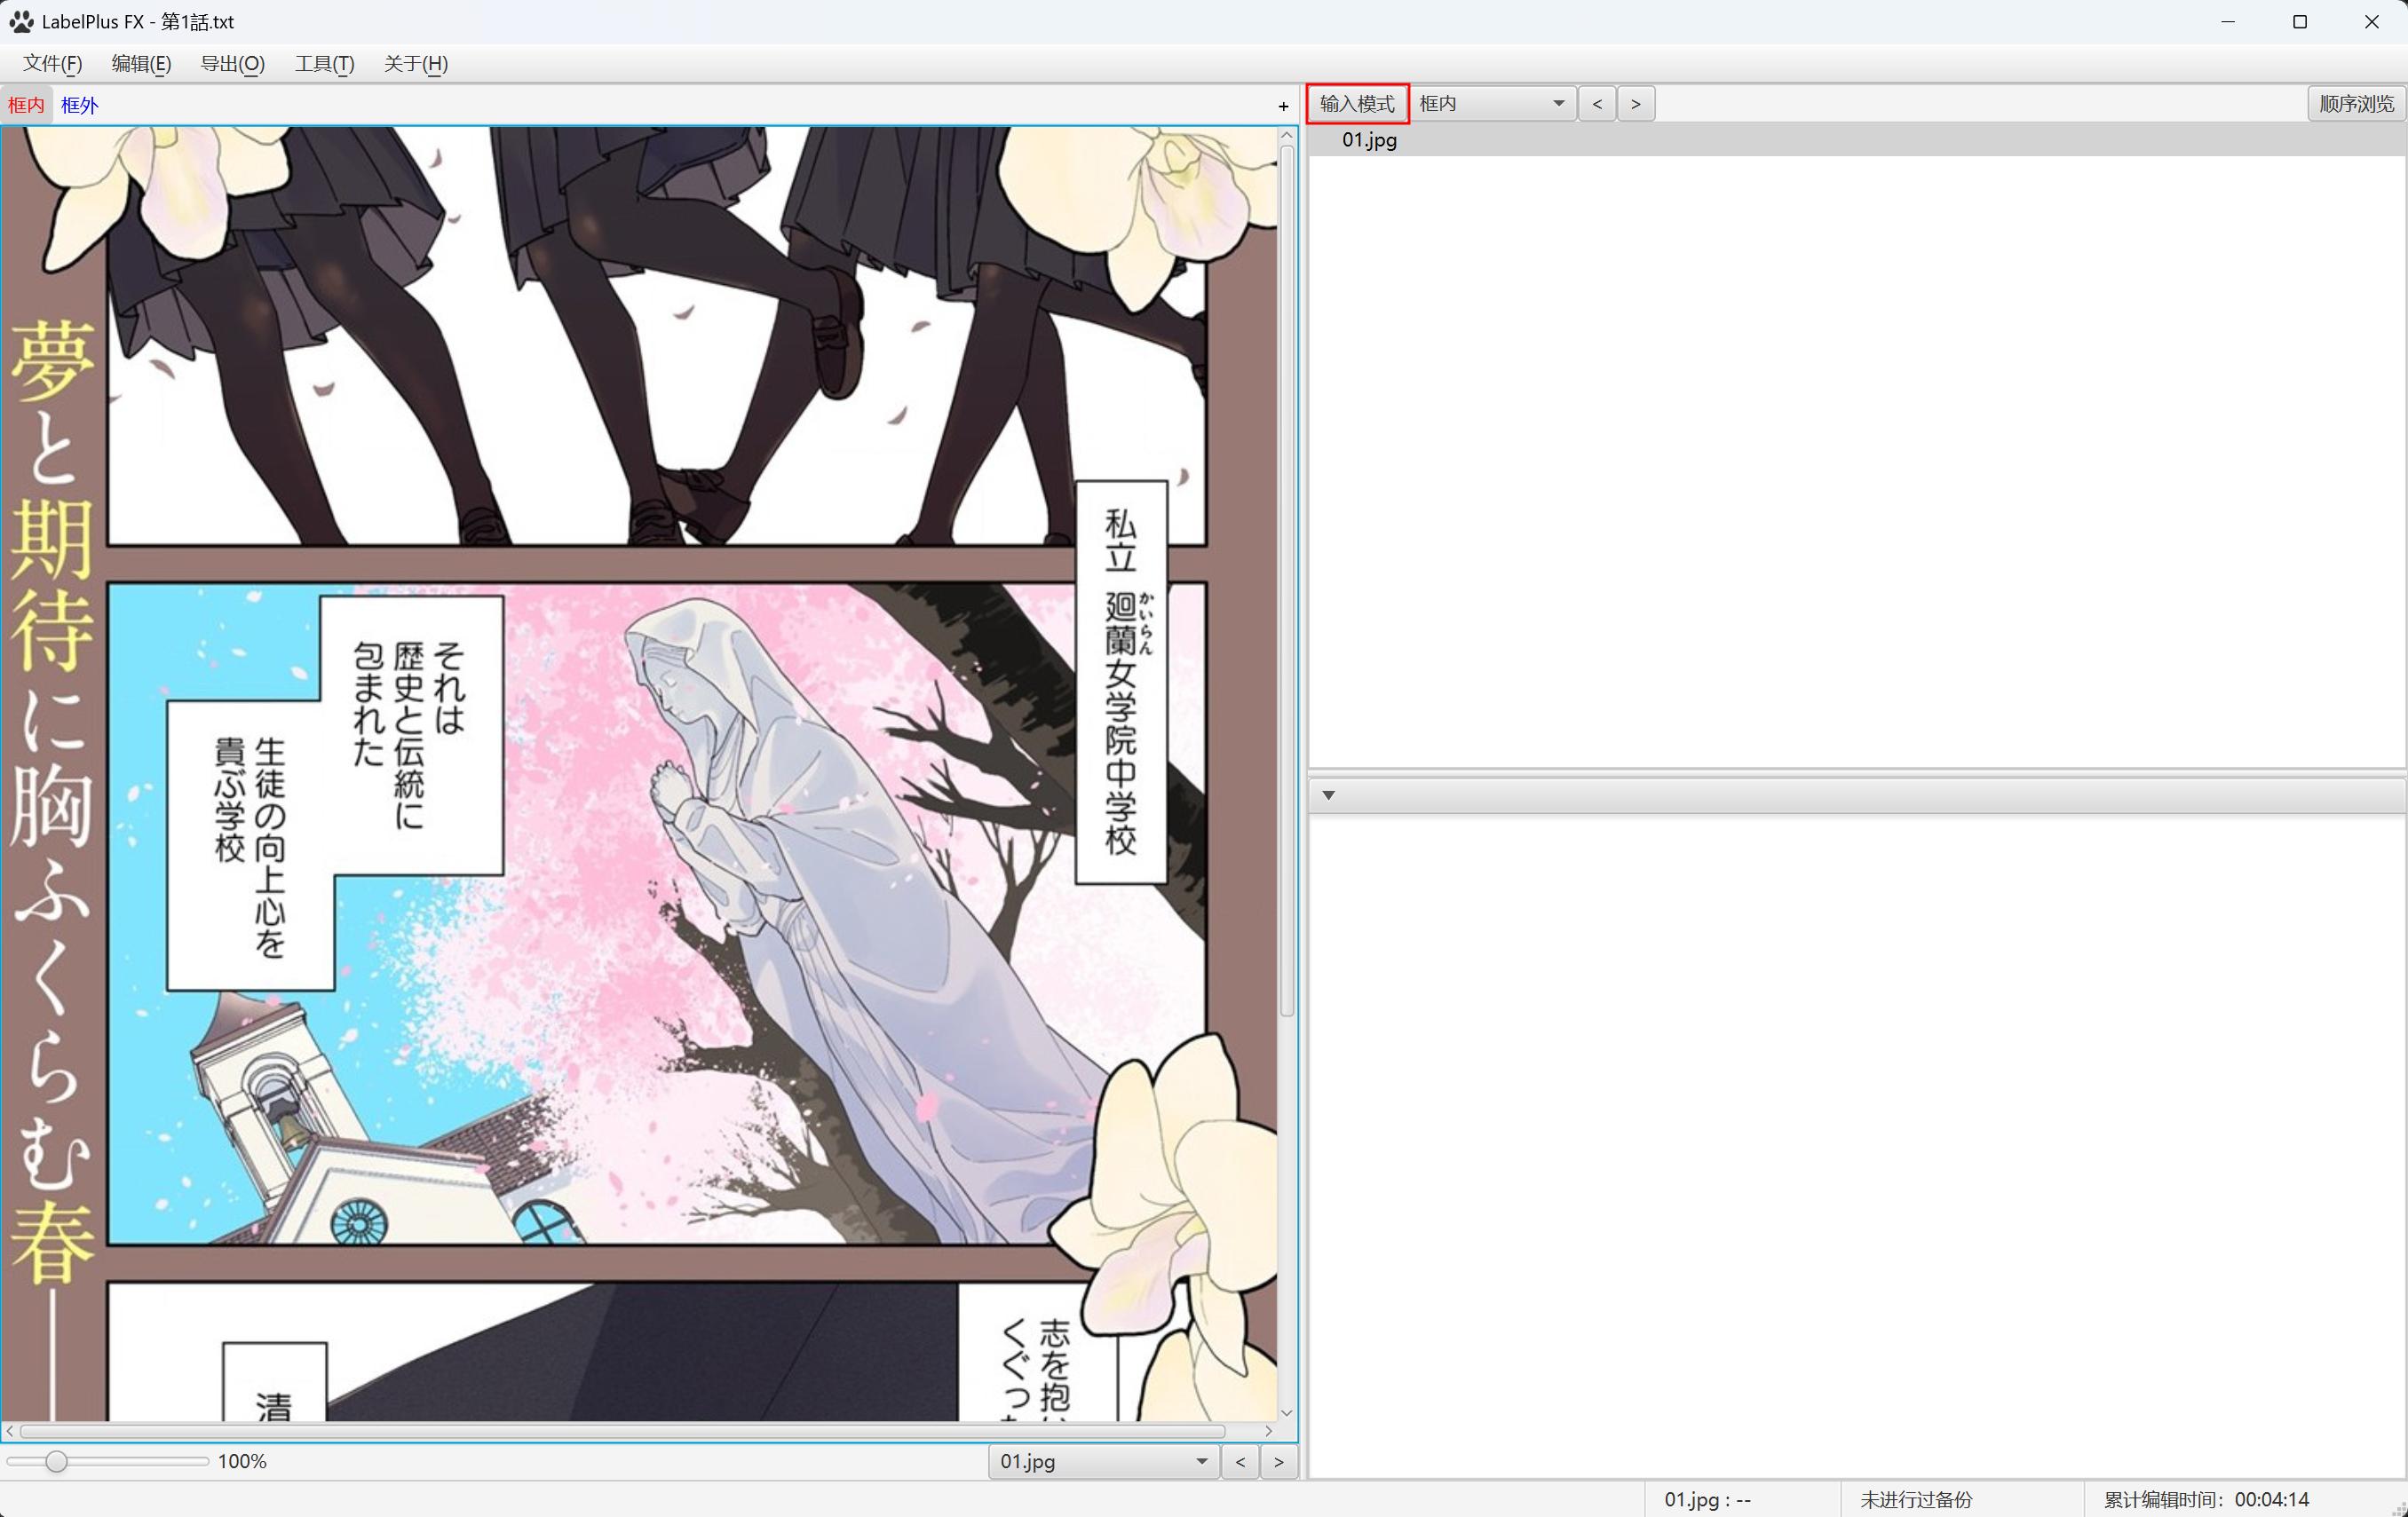 LabelPlus FX - 第1話.txt
文件(F) 编辑(E) 导出(O) 工具(T) 关于(H)
框内 框外 +
输入模式 框内 < > 顺序浏览
01.jpg
夢と期待に胸ふくらむ春——
私立 廻蘭女学院中学校
かいらん
それは
歴史と伝統に
包まれた
生徒の向上心を
貴ぶ学校
志を抱い
くぐった
清
100% 01.jpg < >
01.jpg : -- 未进行过备份 累计编辑时间: 00:04:14